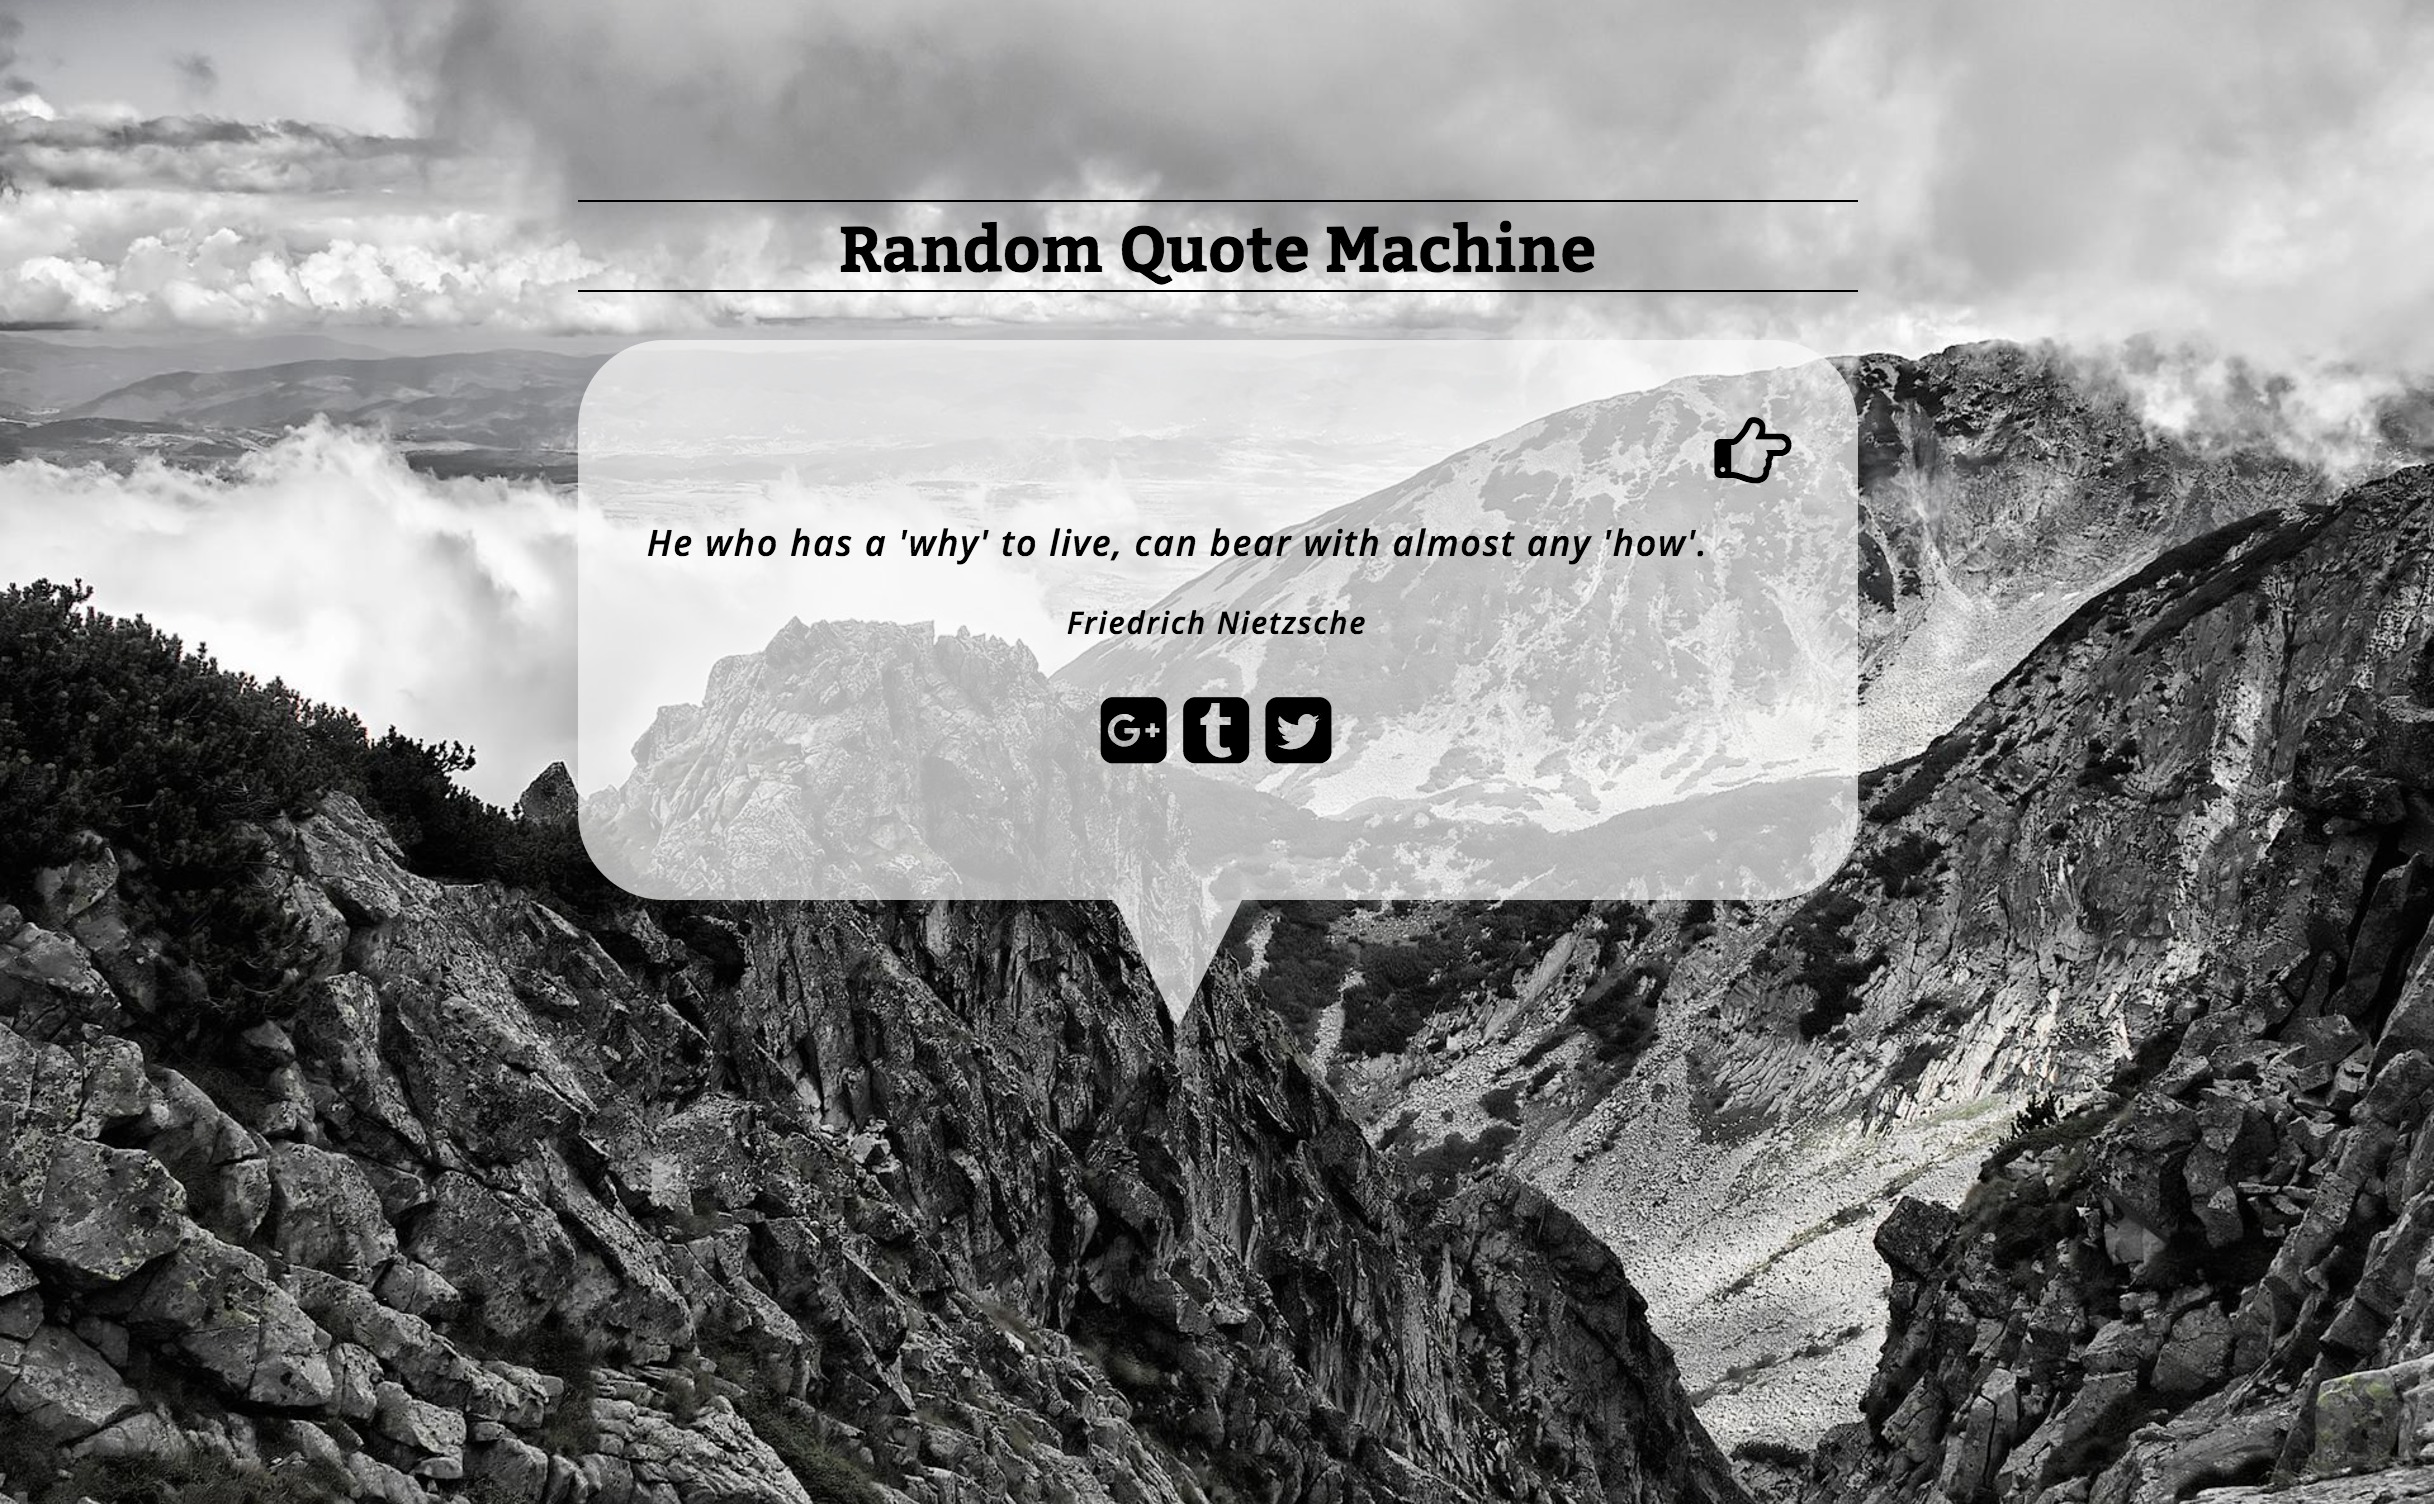 Random Quote Machine
He who has a 'why' to live, can bear with almost any 'how'.
Friedrich Nietzsche
G+ t